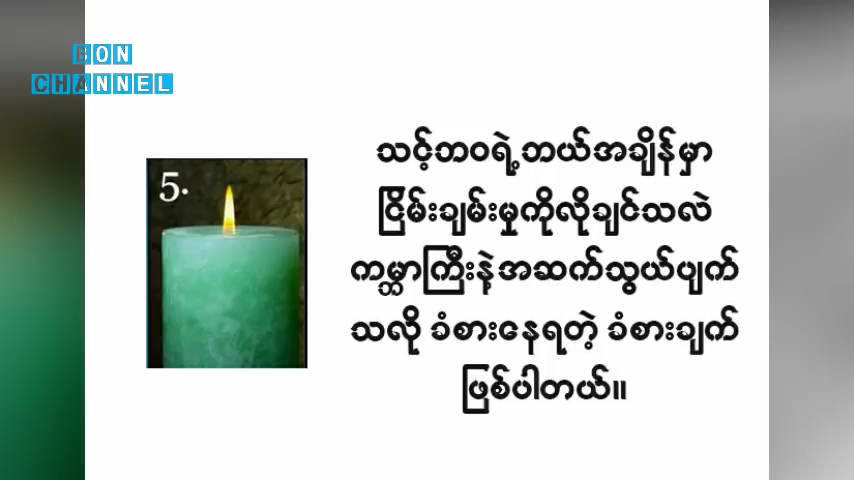 BON
CHANNEL
5.
သင့်ဘဝရဲ့ဘယ်အချိန်မှာ
ငြိမ်းချမ်းမှုကိုလိုချင်သလဲ
ကမ္ဘာကြီးနဲ့အဆက်သွယ်ပျက်
သလို ခံစားနေရတဲ့ ခံစားချက်
ဖြစ်ပါတယ်။